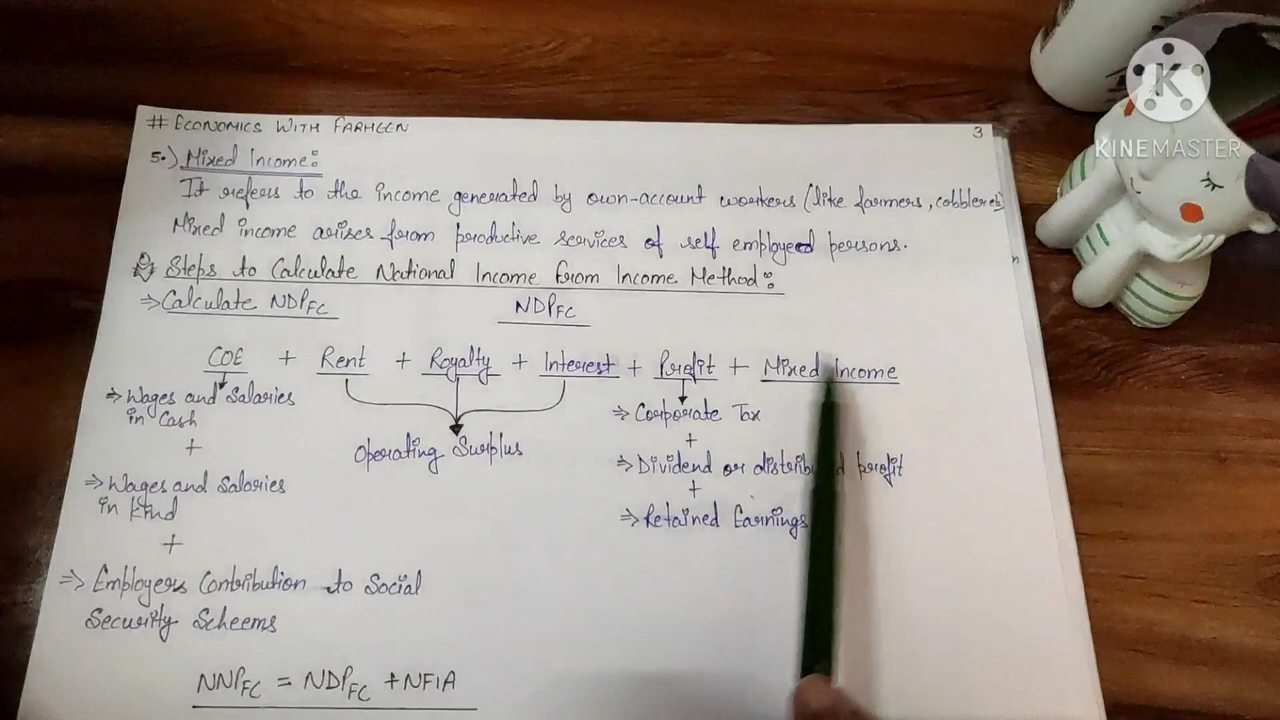 # ECONOMICS WITH FARHEEN
3
5.) Mixed Income:
It refers to the income generated by own-account workers (like farmers, cobbler etc)
Mixed income arises from productive services of self employeed persons.
Steps to Calculate National Income from Income Method:
⇒ Calculate NDPFC
NDPFC
COE + Rent + Royalty + Interest + Profit + Mixed Income
⇒ Wages and Salaries
in Cash
+
⇒ Wages and Salaries
in kind
+
⇒ Employers Contribution to Social
Security Scheems
Operating Surplus
⇒ Corporate Tax
+
⇒ Dividend or profit
+
⇒ Retained Earnings
NNPFC = NDPFC + NFIA
K
KINEMASTER